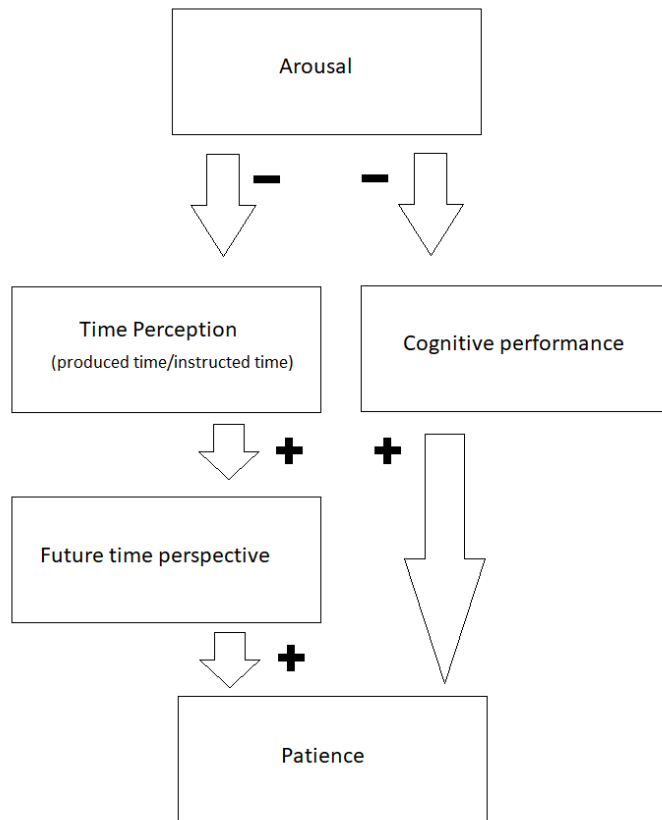 Arousal
−
−
Time Perception
(produced time/instructed time)
Cognitive performance
+
+
Future time perspective
+
Patience